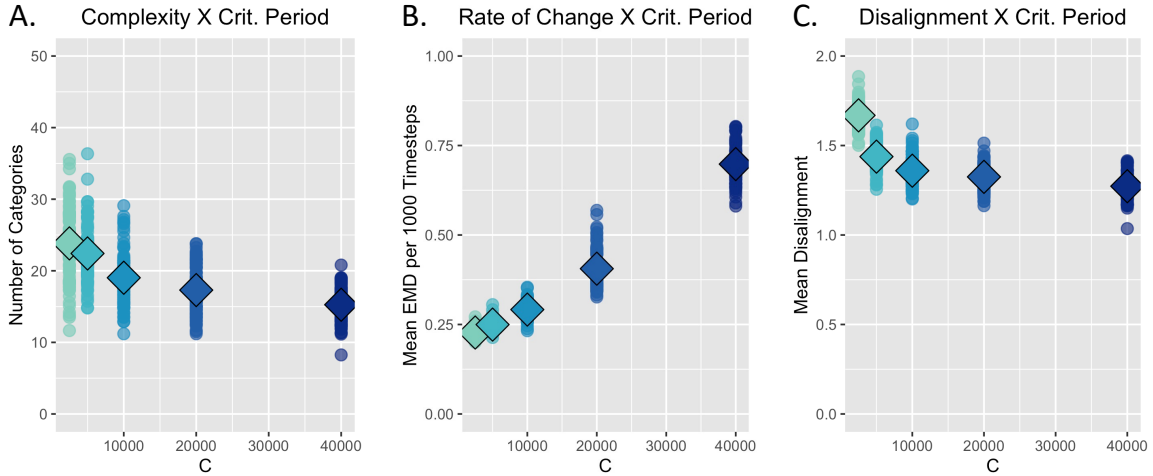 A.
Complexity X Crit. Period
Number of Categories
50
40
30
20
10
0
10000 20000 30000 40000
C
B.
Rate of Change X Crit. Period
Mean EMD per 1000 Timesteps
1.00
0.75
0.50
0.25
0.00
10000 20000 30000 40000
C
C.
Disalignment X Crit. Period
Mean Disalignment
2.0
1.5
1.0
0.5
0.0
10000 20000 30000 40000
C